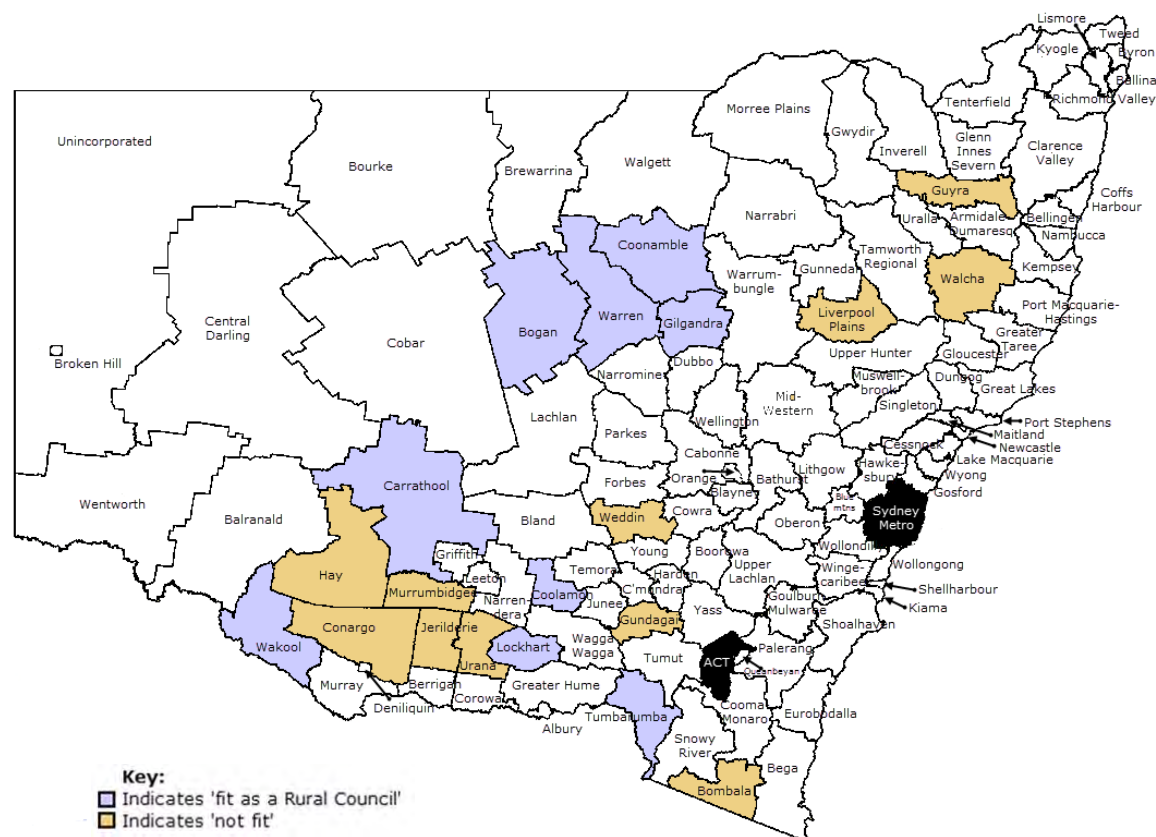 Lismore
Tweed
Kyogle
Byron
Ballina
Richmond
Valley
Tenterfield
Morree Plains
Gwydir
Inverell
Glenn
Innes
Severn
Clarence
Valley
Unincorporated
Bourke
Brewarrina
Walgett
Guyra
Coffs
Harbour
Narrabri
Uralla
Armidale
Dumaresq
Bellingen
Nambucca
Coonamble
Tamworth
Regional
Gunnedar
Warrum-
bungle
Walcha
Kempsey
Central
Darling
Cobar
Bogan
Warren
Gilgandra
Liverpool
Plains
Port Macquarie-
Hastings
Greater
Taree
Broken Hill
Upper Hunter
Gloucester
Dubbo
Narromine
Muswell-
brook
Dungog
Great Lakes
Singleton
Mid-
Western
Lachlan
Wellington
Parkes
Port Stephens
Maitland
Newcastle
Cessnock
Lake Macquarie
Cabonne
Orange
Blayney
Bathurst
Lithgow
Hawke-
sbury
Wyong
Gosford
Carrathool
Forbes
Wentworth
Balranald
Bland
Weddin
Cowra
Oberon
Blue
mtns
Sydney
Metro
Griffith
Young
Boorowa
Upper
Lachlan
Wollondilly
Wollongong
Hay
Leeton
Temora
Harden
C'mundra
Winge-
caribee
Shellharbour
Murrumbidgee
Narren-
dera
Coolamon
Junee
Yass
Goulburn
Mulwaree
Kiama
Gundagar
Shoalhaven
Conargo
Jerilderie
Wakool
Urana
Lockhart
Wagga
Wagga
Tumut
ACT
Palerang
Queanbeyan
Murray
Berrigan
Corowa
Greater Hume
Deniliquin
Albury
Tumbarumba
Cooma
Monaro
Eurobodalla
Snowy
River
Bega
Bombala
Key:
Indicates 'fit as a Rural Council'
Indicates 'not fit'